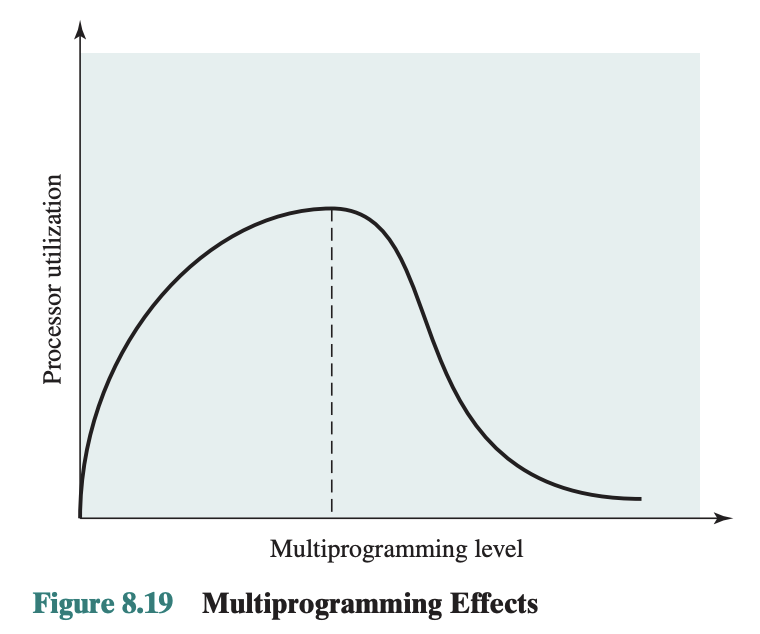 Processor utilization
Multiprogramming level
Figure 8.19 Multiprogramming Effects